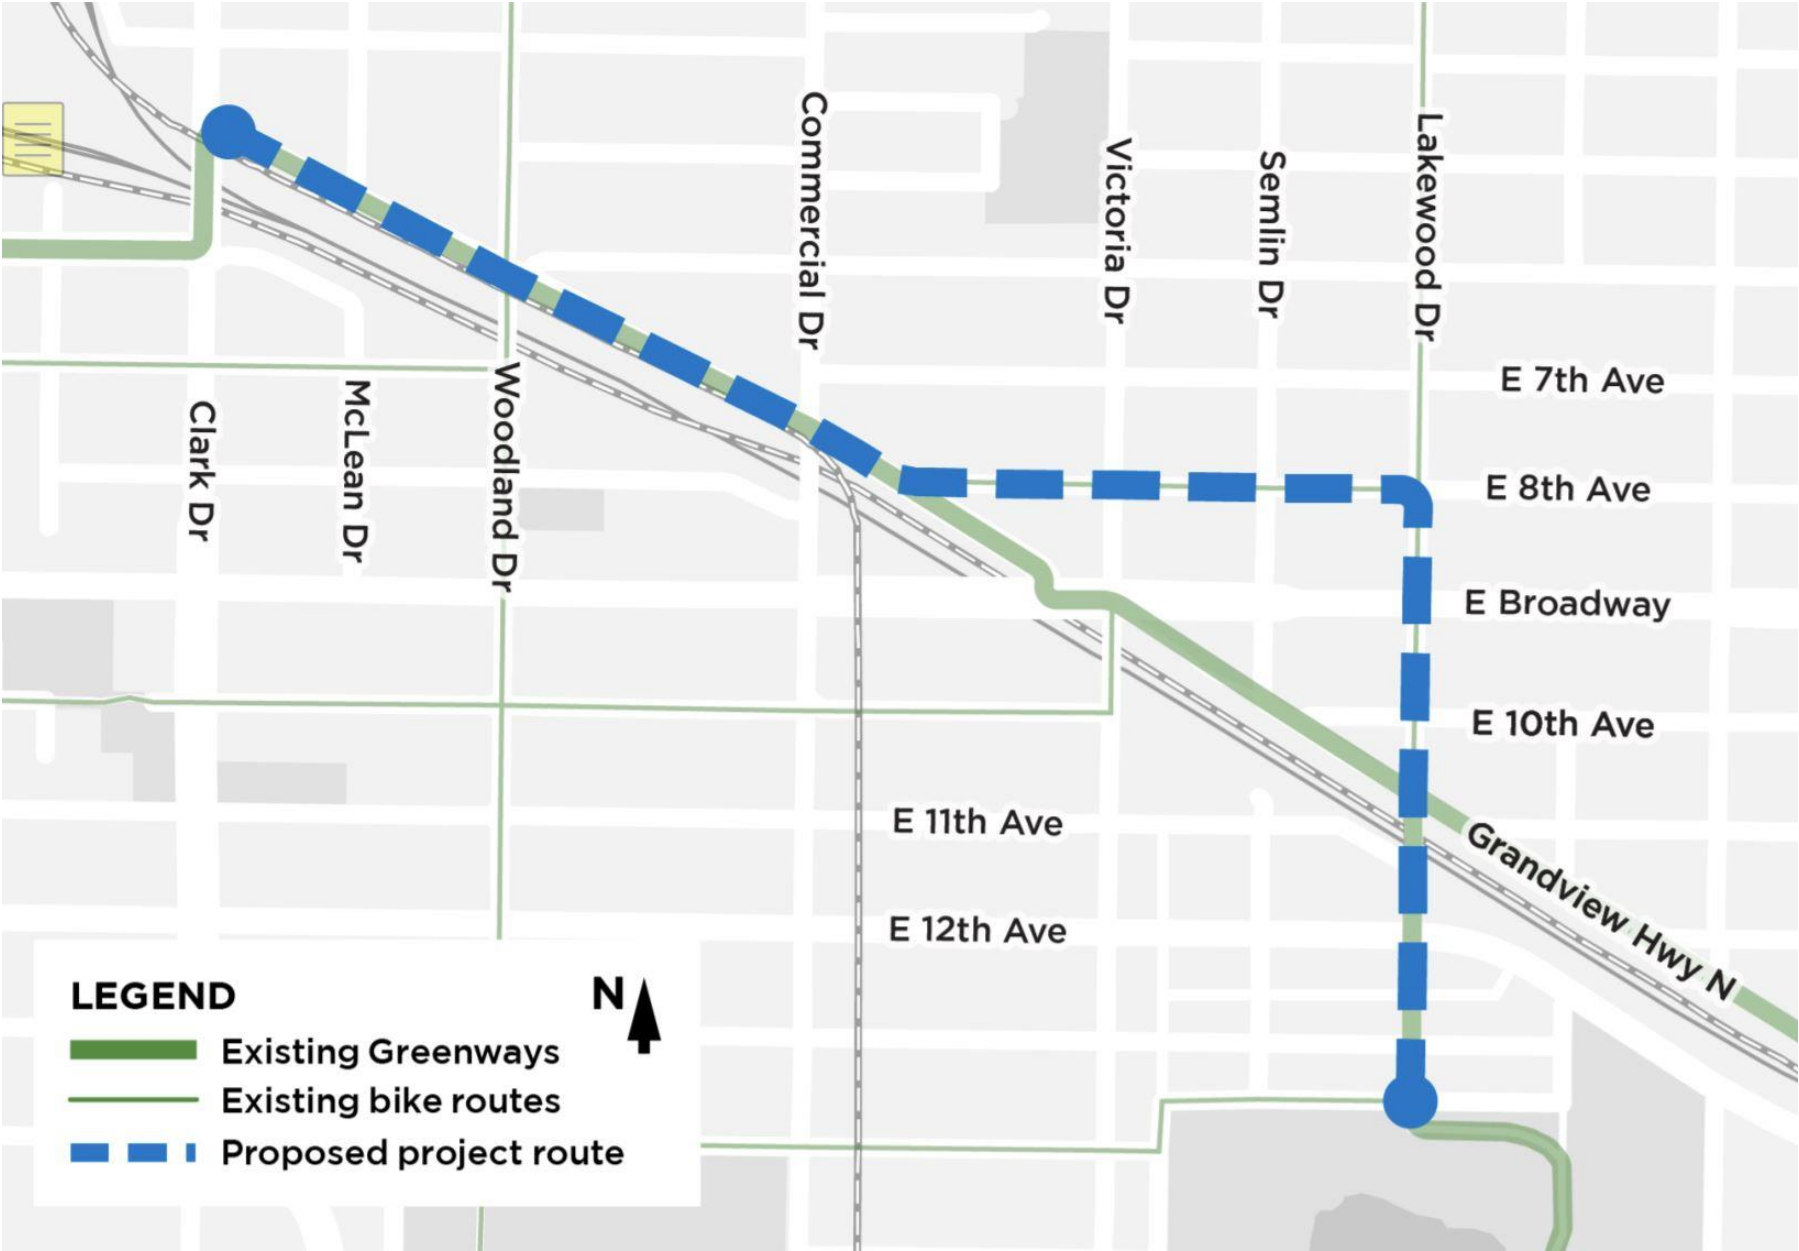 Commercial Dr
Victoria Dr
Semlin Dr
Lakewood Dr
E 7th Ave
Clark Dr
McLean Dr
Woodland Dr
E 8th Ave
E Broadway
E 10th Ave
E 11th Ave
Grandview Hwy N
E 12th Ave
LEGEND
N
Existing Greenways
Existing bike routes
Proposed project route